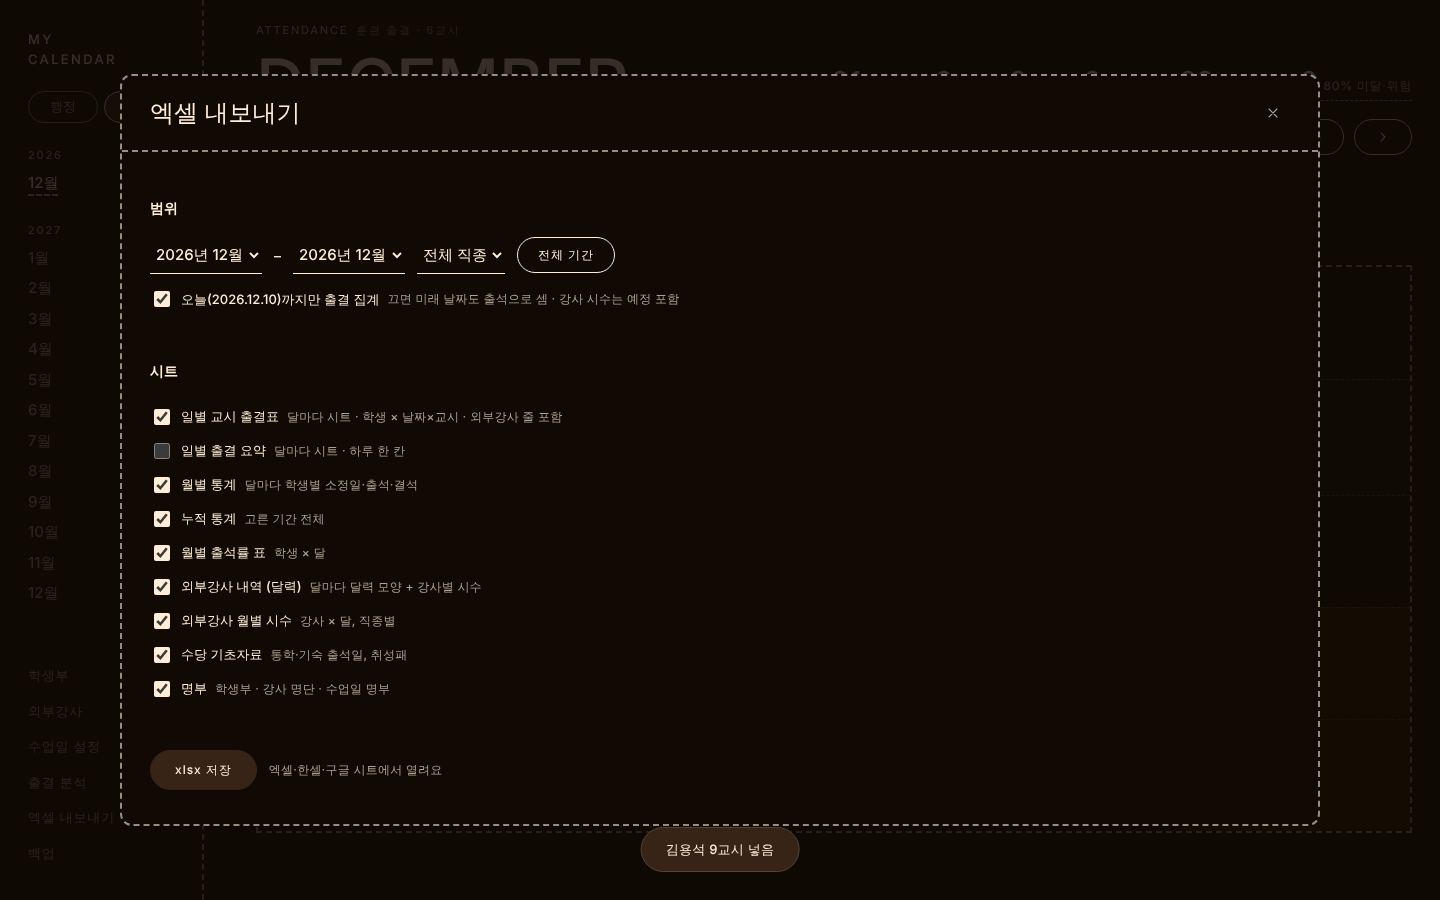 MY
CALENDAR
행정
2026
12월
2027
1월
2월
3월
4월
5월
6월
7월
8월
9월
10월
11월
12월
학생부
외부강사
수업일 설정
출결 분석
엑셀 내보내기
백업
ATTENDANCE 훈련 출결 · 6교시
DECEMBER
80% 미달·위험
엑셀 내보내기
범위
2026년 12월 – 2026년 12월 전체 직종 전체 기간
오늘(2026.12.10)까지만 출결 집계 끄면 미래 날짜도 출석으로 셈 · 강사 시수는 예정 포함
시트
일별 교시 출결표 달마다 시트 · 학생 × 날짜×교시 · 외부강사 줄 포함
일별 출결 요약 달마다 시트 · 하루 한 칸
월별 통계 달마다 학생별 소정일·출석·결석
누적 통계 고른 기간 전체
월별 출석률 표 학생 × 달
외부강사 내역 (달력) 달마다 달력 모양 + 강사별 시수
외부강사 월별 시수 강사 × 달, 직종별
수당 기초자료 통학·기숙 출석일, 취성패
명부 학생부 · 강사 명단 · 수업일 명부
xlsx 저장 엑셀·한셀·구글 시트에서 열려요
김용석 9교시 넣음